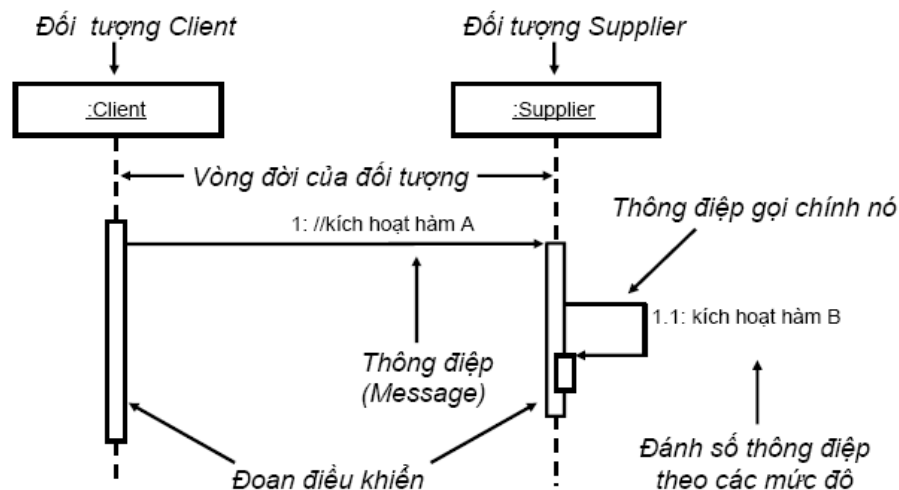 Đối tượng Client
Đối tượng Supplier
:Client
:Supplier
Vòng đời của đối tượng
Thông điệp gọi chính nó
1: //kích hoạt hàm A
1.1: kích hoạt hàm B
Thông điệp
(Message)
Đánh số thông điệp
theo các mức độ
Đoan điều khiển